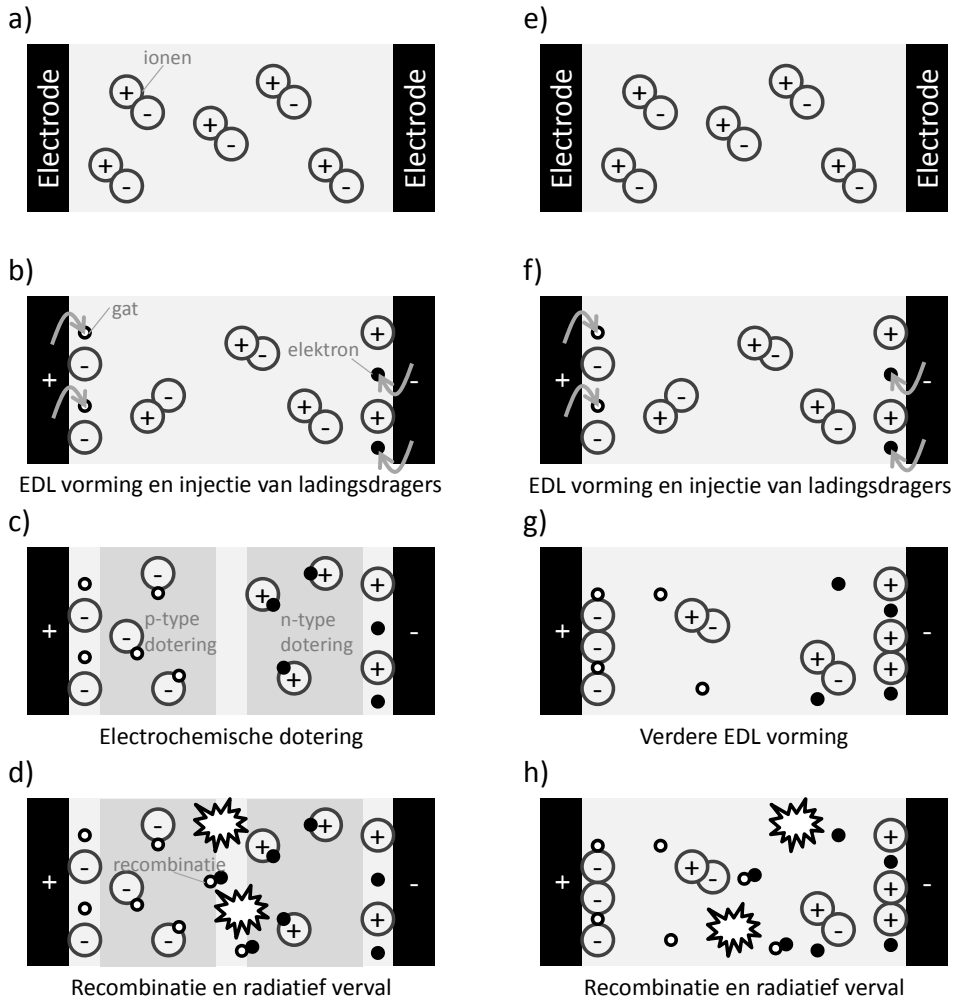 a)
Electrode
ionen
Electrode
+ - + - + - + - + -
e)
Electrode
Electrode
+ - + - + - + - + -
b)
gat
elektron
+ - - + - + - + - + + -
EDL vorming en injectie van ladingsdragers
f)
+ - - + - + - + - + + -
EDL vorming en injectie van ladingsdragers
c)
p-type
dotering
n-type
dotering
+ - - - - - + + + + + -
Electrochemische dotering
g)
+ - - - + - + - + + + -
Verdere EDL vorming
d)
recombinatie
+ - - - - - + + + + + -
Recombinatie en radiatief verval
h)
+ - - - + - + - + + + -
Recombinatie en radiatief verval